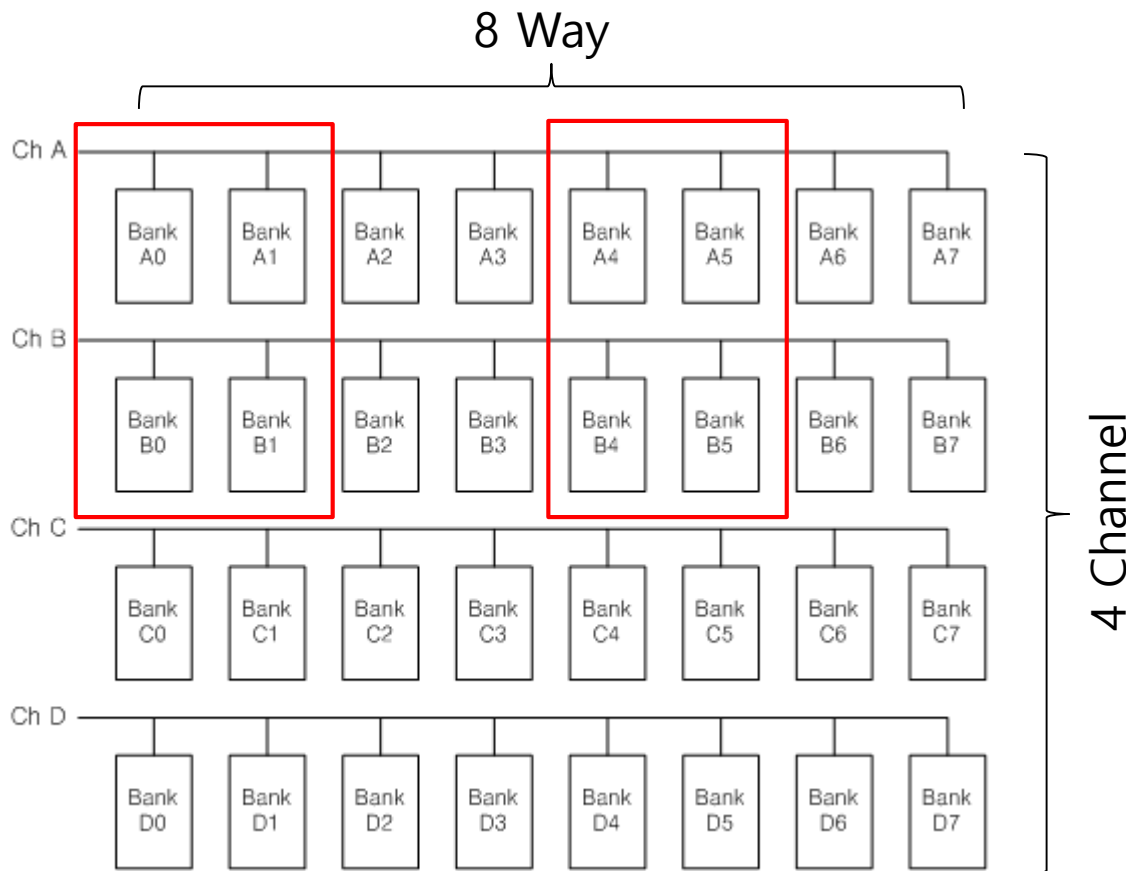 8 Way
Ch A
Bank
A0
Bank
A1
Bank
A2
Bank
A3
Bank
A4
Bank
A5
Bank
A6
Bank
A7
Ch B
Bank
B0
Bank
B1
Bank
B2
Bank
B3
Bank
B4
Bank
B5
Bank
B6
Bank
B7
Ch C
Bank
C0
Bank
C1
Bank
C2
Bank
C3
Bank
C4
Bank
C5
Bank
C6
Bank
C7
Ch D
Bank
D0
Bank
D1
Bank
D2
Bank
D3
Bank
D4
Bank
D5
Bank
D6
Bank
D7
4 Channel